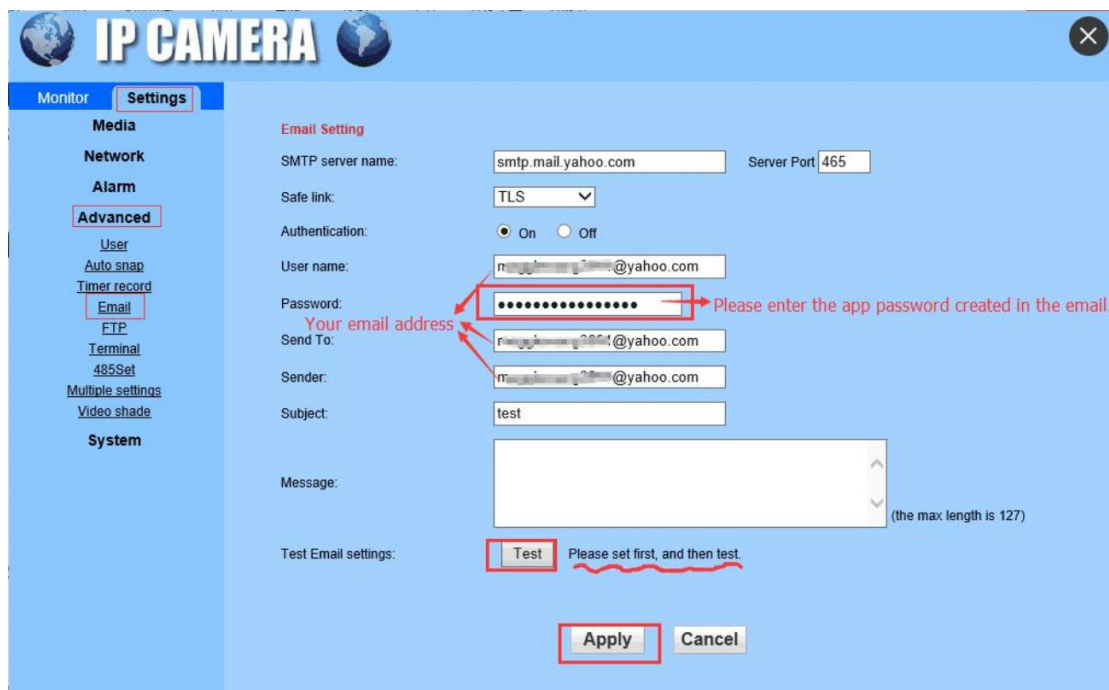 IP CAMERA
Monitor Settings
Media
Network
Alarm
Advanced
User
Auto snap
Timer record
Email
FTP
Terminal
485Set
Multiple settings
Video shade
System
Email Setting
SMTP server name: smtp.mail.yahoo.com Server Port 465
Safe link: TLS
Authentication: On Off
User name: @yahoo.com
Password: •••••••••••••••• Please enter the app password created in the email
Your email address
Send To: @yahoo.com
Sender: @yahoo.com
Subject: test
Message:
(the max length is 127)
Test Email settings: Test Please set first, and then test.
Apply Cancel